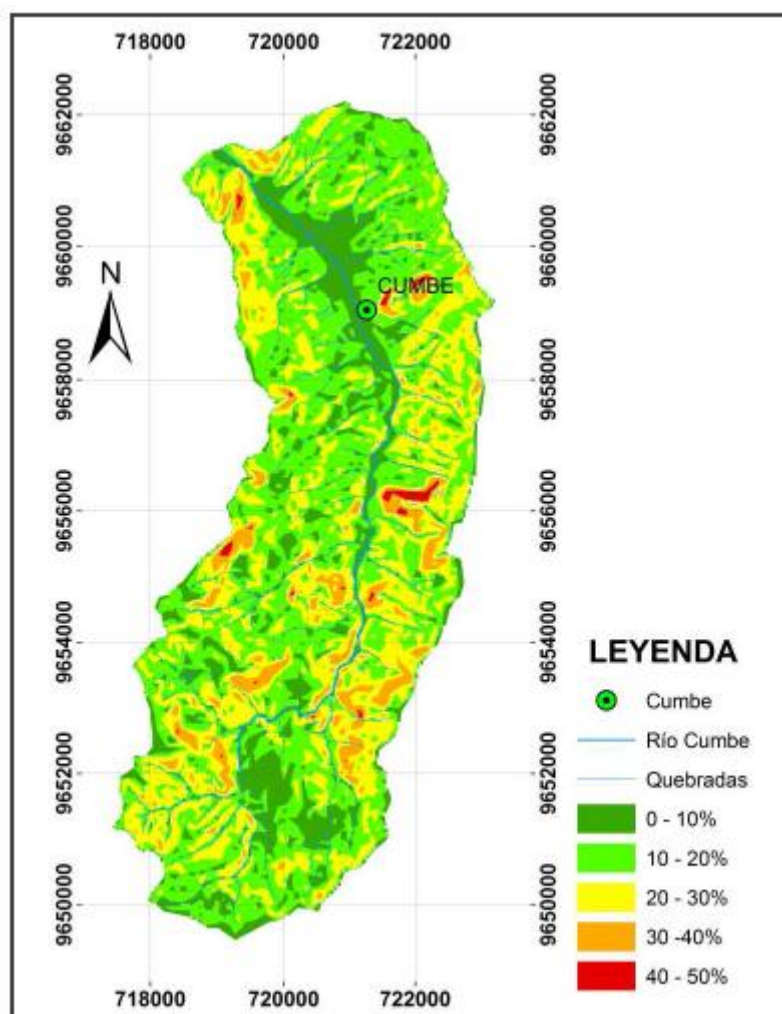 718000 720000 722000
9662000 9662000
9660000 9660000
N
CUMBE
9658000 9658000
9656000 9656000
9654000 9654000
LEYENDA
Cumbe
Río Cumbe
9652000 9652000
Quebradas
0 - 10%
10 - 20%
20 - 30%
9650000 9650000
30 -40%
40 - 50%
718000 720000 722000